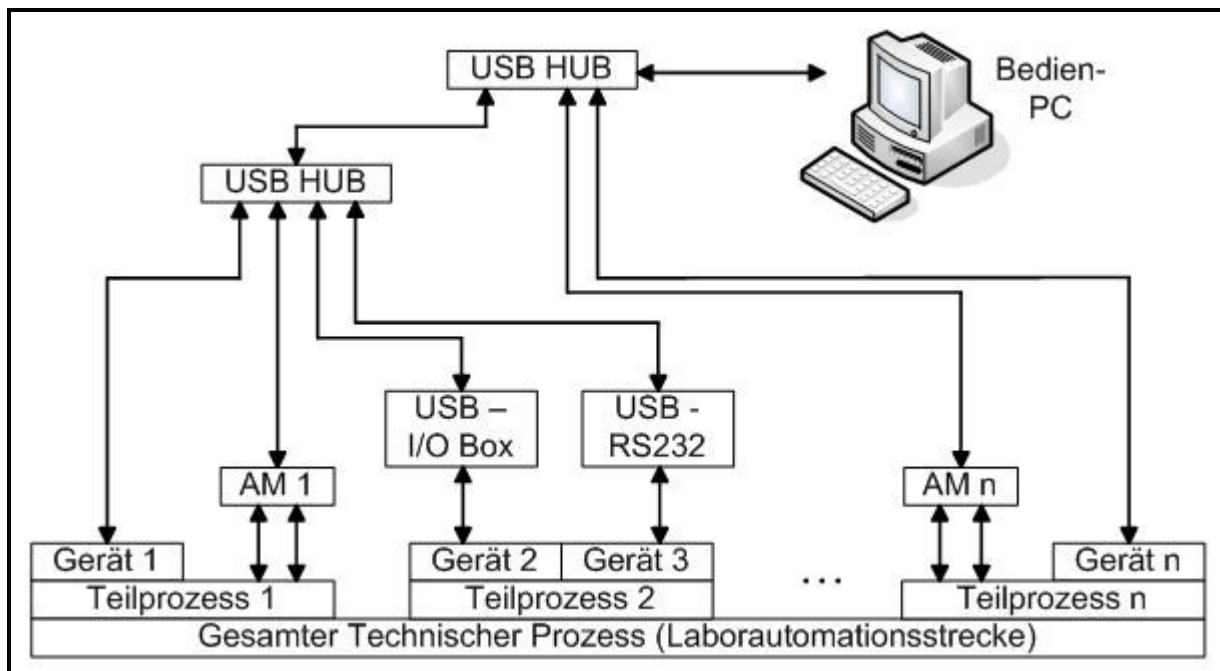 USB HUB
Bedien-
PC
USB HUB
USB –
I/O Box
USB -
RS232
AM 1
AM n
Gerät 1
Gerät 2
Gerät 3
...
Gerät n
Teilprozess 1
Teilprozess 2
Teilprozess n
Gesamter Technischer Prozess (Laborautomationsstrecke)